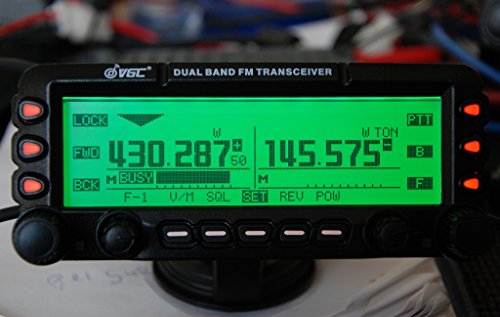 VGC DUAL BAND FM TRANSCEIVER
LOCK PTT
W W TON
FWD 430.287 + 50 145.575 - B
BCK M BUSY M F
F-1 V/M SQL SET REV POW